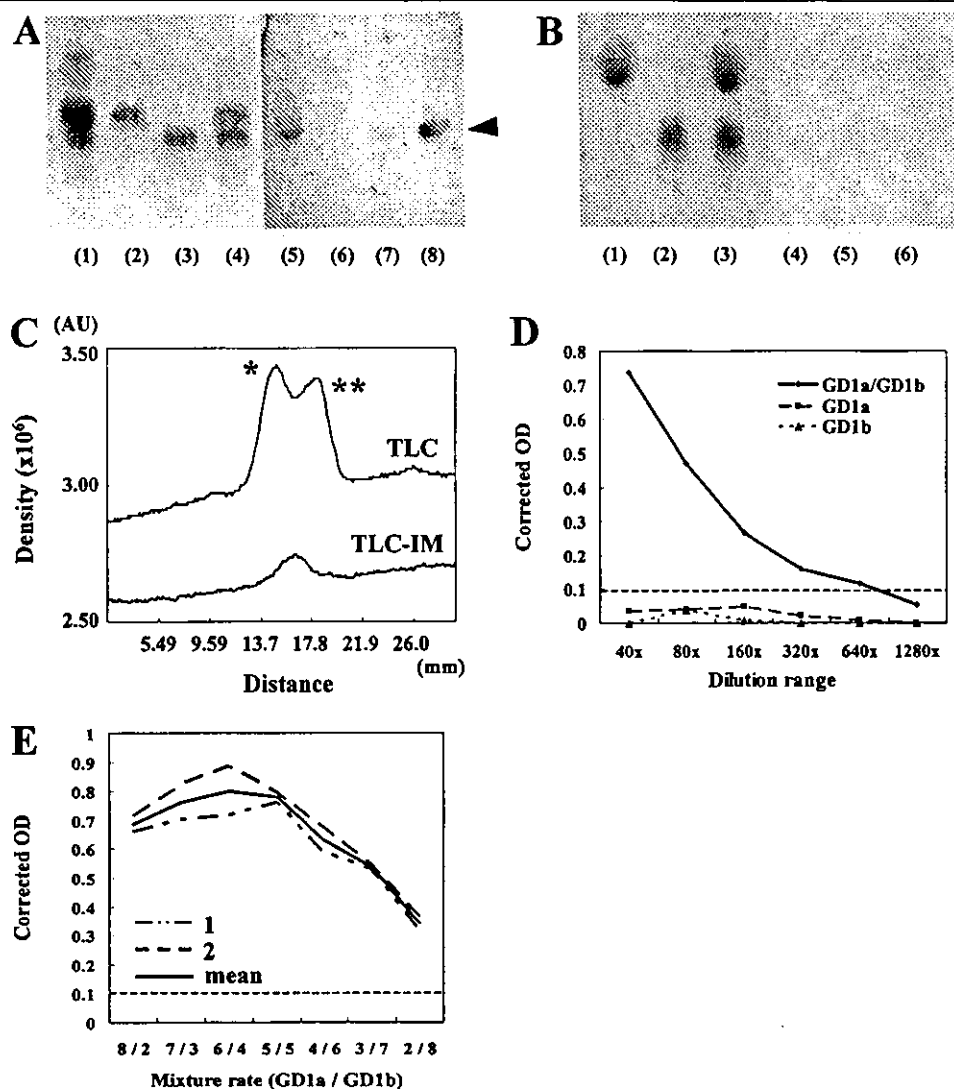 A
(1) (2) (3) (4) (5) (6) (7) (8)
B
(1) (2) (3) (4) (5) (6)
C
(AU)
3.50
3.00
2.50
Density (x10⁶)
*
**
TLC
TLC-IM
5.49 9.59 13.7 17.8 21.9 26.0
(mm)
Distance
D
0.8
0.7
0.6
0.5
0.4
0.3
0.2
0.1
0
Corrected OD
GD1a/GD1b
GD1a
GD1b
40x 80x 160x 320x 640x 1280x
Dilution range
E
1
0.9
0.8
0.7
0.6
0.5
0.4
0.3
0.2
0.1
0
Corrected OD
1
2
mean
8 / 2 7 / 3 6 / 4 5 / 5 4 / 6 3 / 7 2 / 8
Mixture rate (GD1a / GD1b)